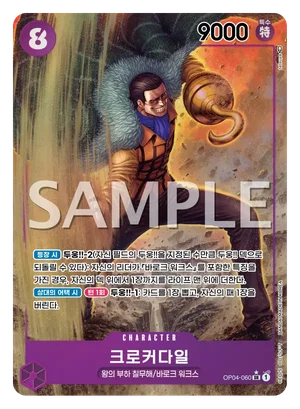 8
9000
특수
特
SAMPLE
등장 시 두웅!!-2(자신 필드의 두웅!!을 지정된 수만큼 두웅!! 덱으로
되돌릴 수 있다): 자신의 리더가 「바로크 워크스」를 포함한 특징을
가진 경우, 자신의 덱 위에서 1장까지를 라이프 맨 위에 더한다.
상대의 어택 시 턴 1회 두웅!!-1: 카드를 1장 뽑고, 자신의 패 1장을
버린다.
CHARACTER
크로커다일
왕의 부하 칠무해/바로크 워크스
OP04-060 SR 1